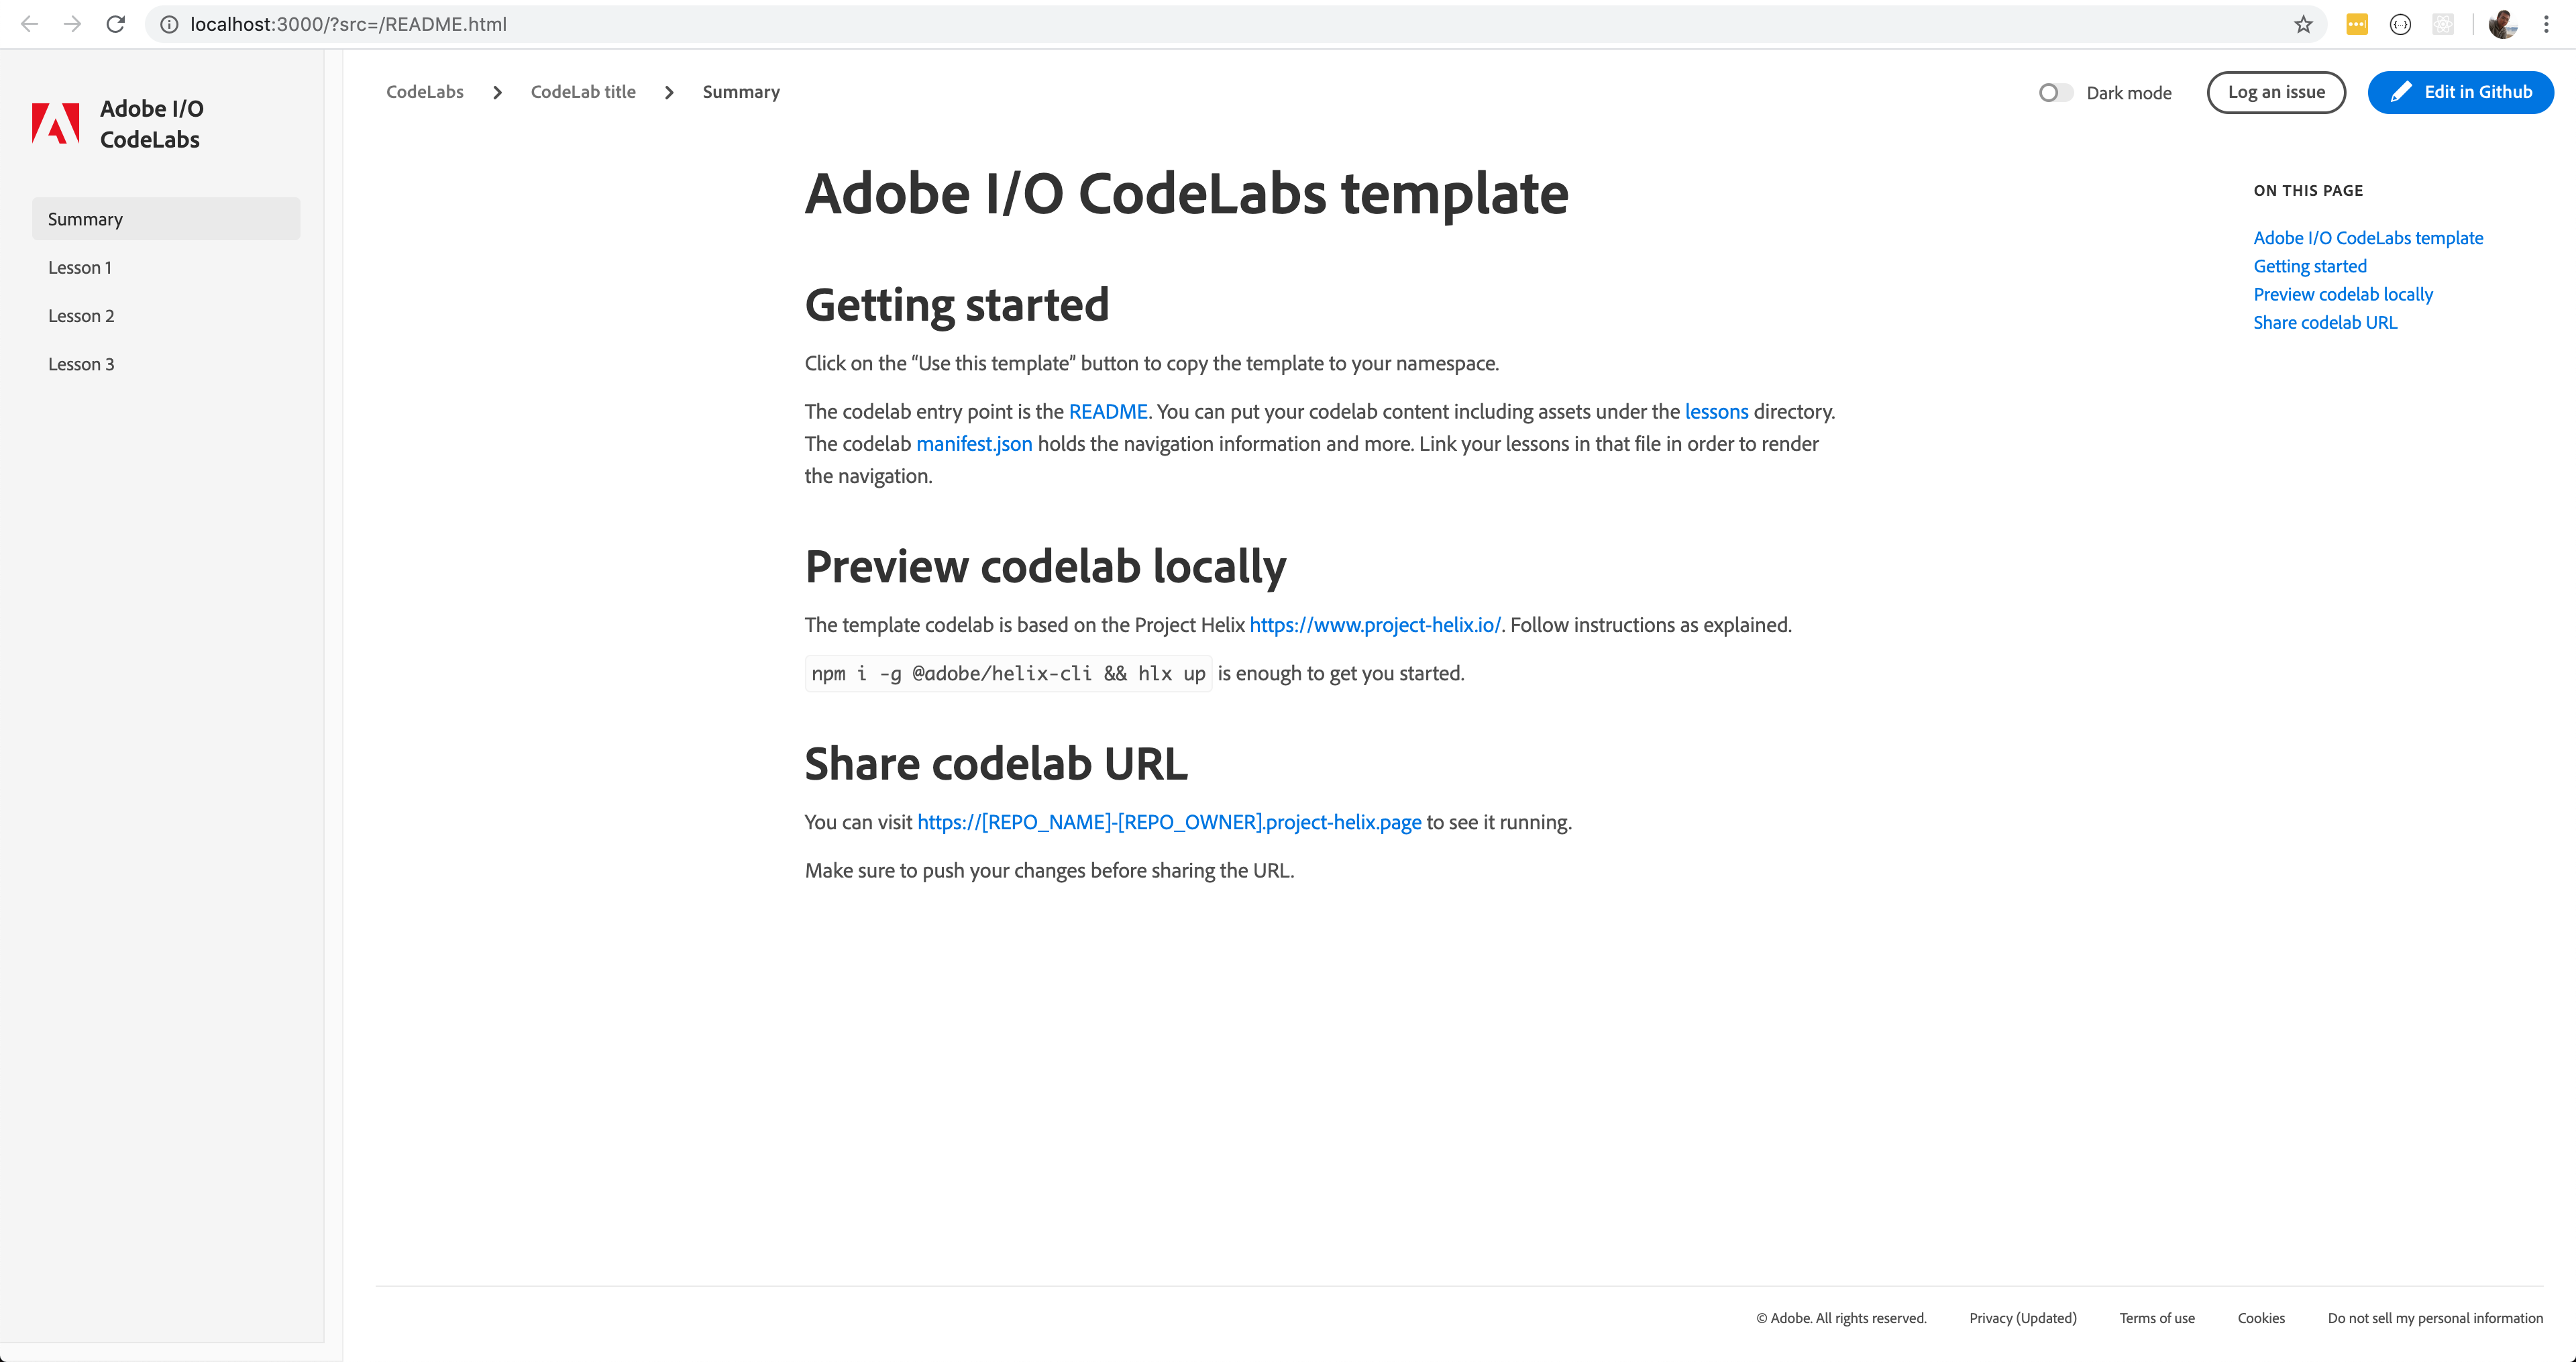 localhost:3000/?src=/README.html
Adobe I/O
CodeLabs
Summary
Lesson 1
Lesson 2
Lesson 3
CodeLabs
CodeLab title
Summary
Dark mode
Log an issue
Edit in Github
Adobe I/O CodeLabs template
Getting started
Click on the “Use this template” button to copy the template to your namespace.
The codelab entry point is the README. You can put your codelab content including assets under the lessons directory.
The codelab manifest.json holds the navigation information and more. Link your lessons in that file in order to render
the navigation.
Preview codelab locally
The template codelab is based on the Project Helix https://www.project-helix.io/. Follow instructions as explained.
npm i -g @adobe/helix-cli && hlx up is enough to get you started.
Share codelab URL
You can visit https://[REPO_NAME]-[REPO_OWNER].project-helix.page to see it running.
Make sure to push your changes before sharing the URL.
ON THIS PAGE
Adobe I/O CodeLabs template
Getting started
Preview codelab locally
Share codelab URL
© Adobe. All rights reserved.
Privacy (Updated)
Terms of use
Cookies
Do not sell my personal information